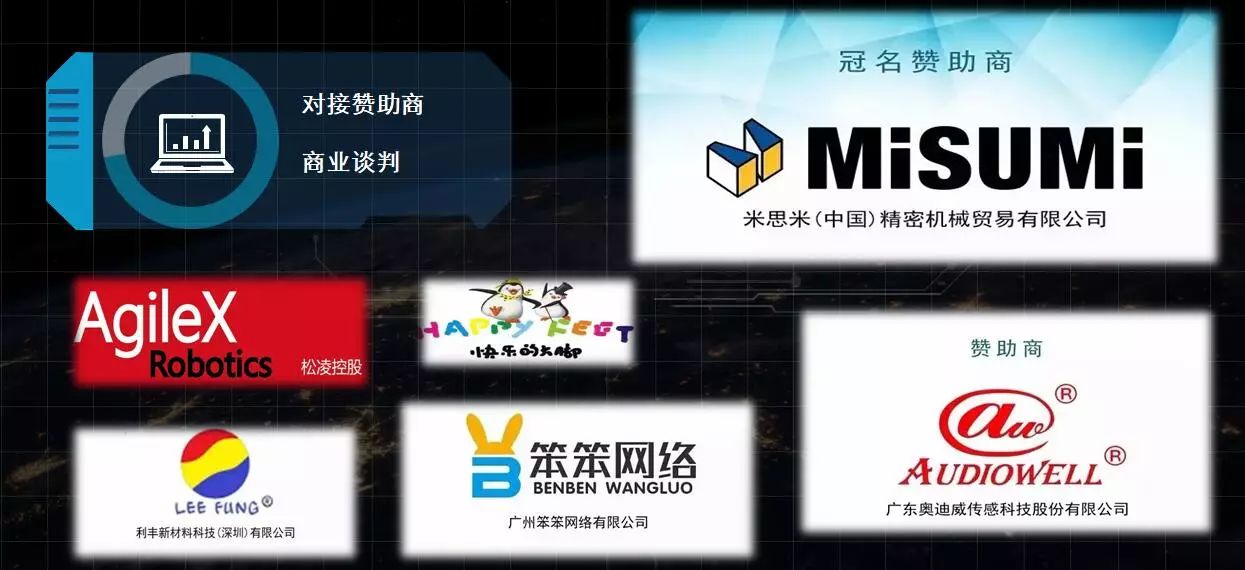 对接赞助商
商业谈判
冠名赞助商
MiSUMi
米思米(中国)精密机械贸易有限公司
AgileX
Robotics
松凌控股
HAPPY FEET
快乐的大脚
赞助商
aw®
AUDIOWELL®
广东奥迪威传感科技股份有限公司
LEE FUNG®
利丰新材料科技(深圳)有限公司
B
笨笨网络
BENBEN WANGLUO
广州笨笨网络有限公司